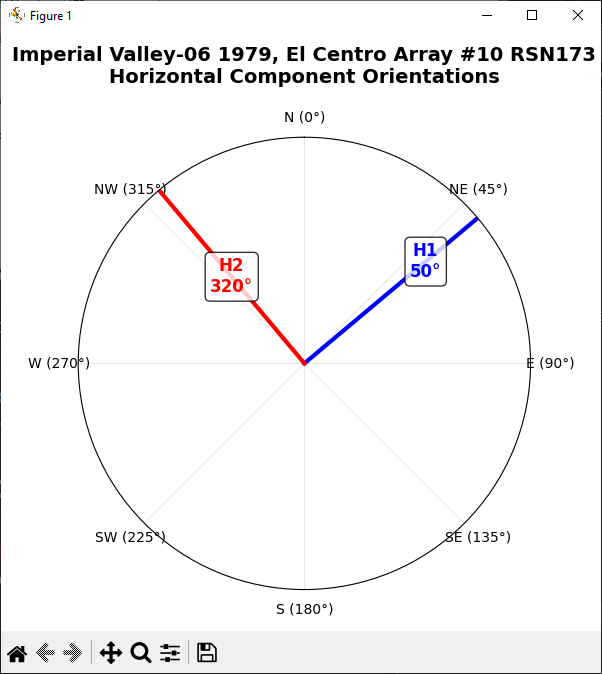 Figure 1
Imperial Valley-06 1979, El Centro Array #10 RSN173
Horizontal Component Orientations
N (0°)
NW (315°)
NE (45°)
H1
50°
H2
320°
W (270°)
E (90°)
SW (225°)
SE (135°)
S (180°)